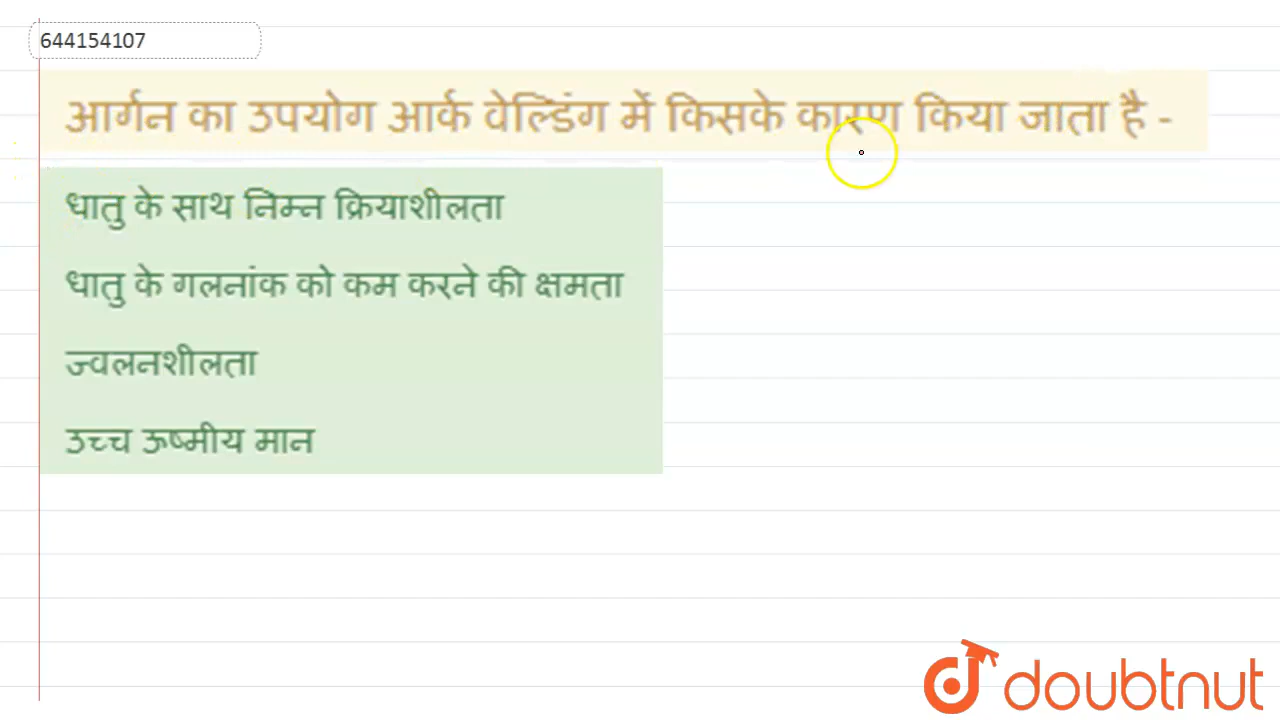 644154107
आर्गन का उपयोग आर्क वेल्डिंग में किसके कारण किया जाता है -
धातु के साथ निम्न क्रियाशीलता
धातु के गलनांक को कम करने की क्षमता
ज्वलनशीलता
उच्च ऊष्मीय मान
doubtnut